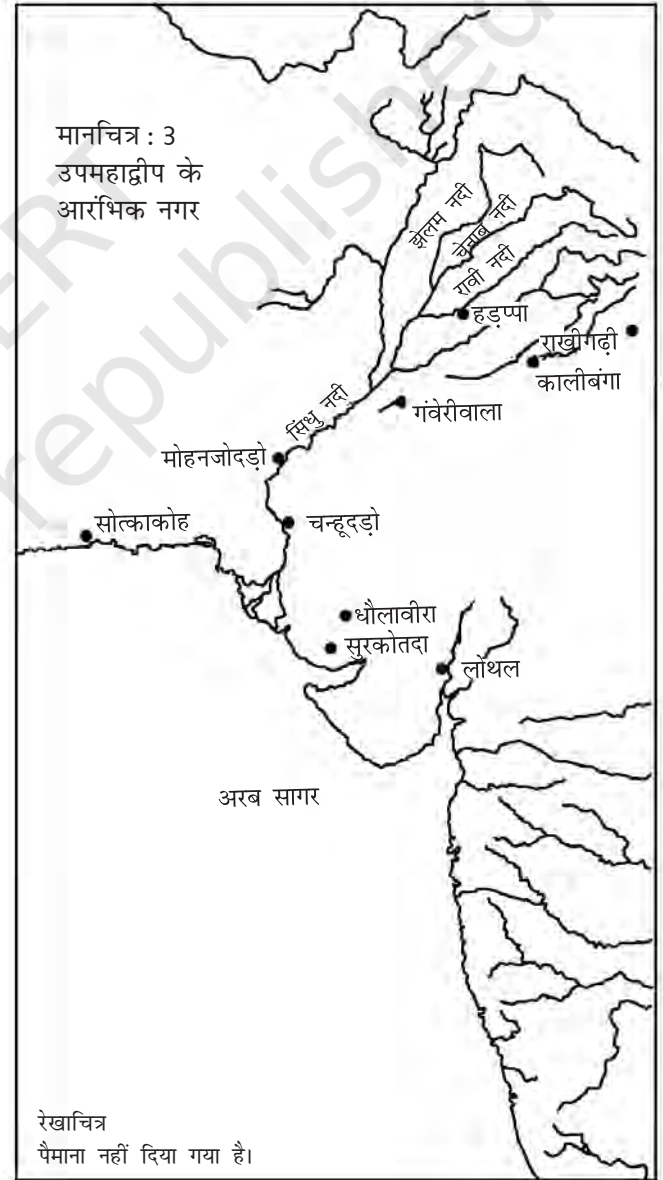 मानचित्र : 3
उपमहाद्वीप के
आरंभिक नगर
झेलम नदी
चेनाब नदी
रावी नदी
हड़प्पा
राखीगढ़ी
कालीबंगा
गंवेरीवाला
सिंधु नदी
मोहनजोदड़ो
सोत्काकोह
चन्हूदड़ो
धौलावीरा
सुरकोतदा
लोथल
अरब सागर
रेखाचित्र
पैमाना नहीं दिया गया है।
republished